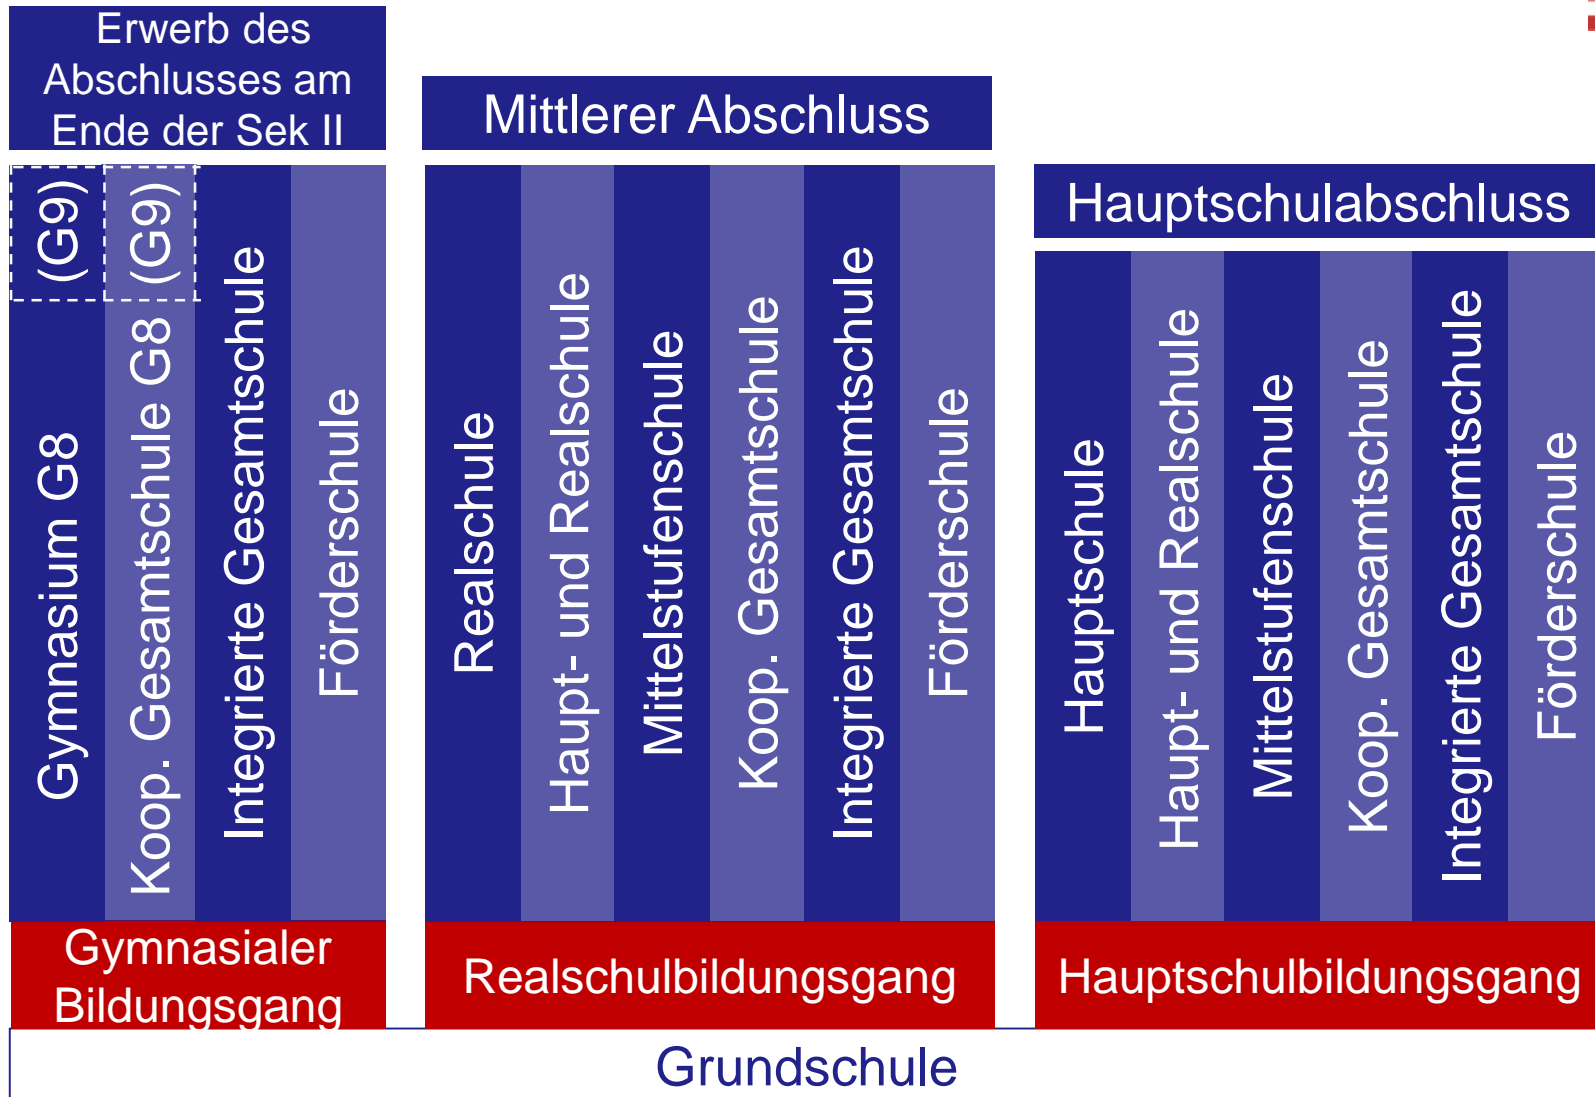 Erwerb des
Abschlusses am
Ende der Sek II
Mittlerer Abschluss
Hauptschulabschluss
Gymnasium G8 (G9)
Koop. Gesamtschule G8 (G9)
Integrierte Gesamtschule
Förderschule
Realschule
Haupt- und Realschule
Mittelstufenschule
Koop. Gesamtschule
Integrierte Gesamtschule
Förderschule
Hauptschule
Haupt- und Realschule
Mittelstufenschule
Koop. Gesamtschule
Integrierte Gesamtschule
Förderschule
Gymnasialer
Bildungsgang
Realschulbildungsgang
Hauptschulbildungsgang
Grundschule